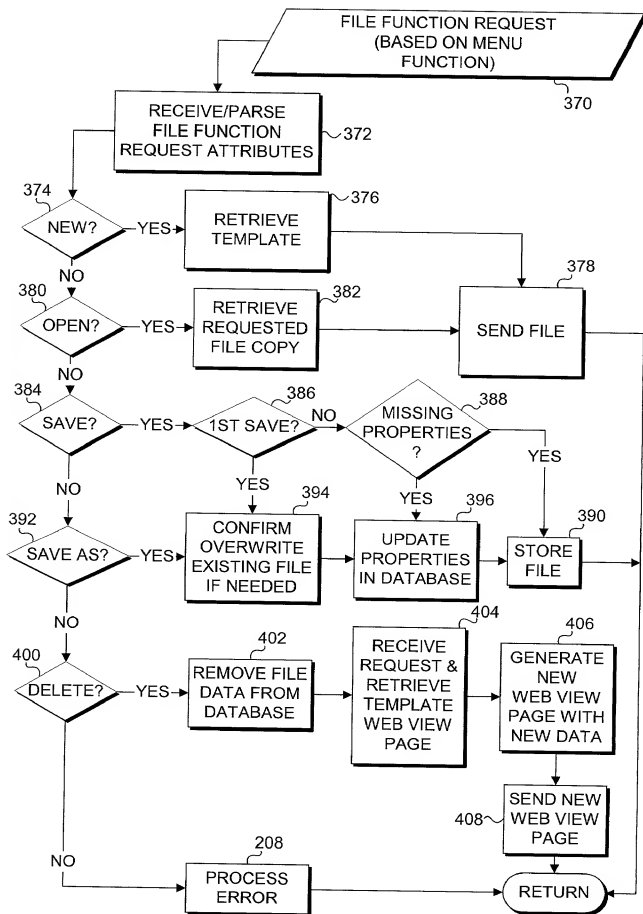 FILE FUNCTION REQUEST
(BASED ON MENU
FUNCTION)
370
RECEIVE/PARSE
FILE FUNCTION
REQUEST ATTRIBUTES
372
374
NEW?
YES
376
RETRIEVE
TEMPLATE
NO
378
SEND FILE
380
OPEN?
YES
382
RETRIEVE
REQUESTED
FILE COPY
NO
384
SAVE?
YES
386
1ST SAVE?
NO
388
MISSING
PROPERTIES
?
YES
NO
YES
YES
392
SAVE AS?
YES
394
CONFIRM
OVERWRITE
EXISTING FILE
IF NEEDED
396
UPDATE
PROPERTIES
IN DATABASE
390
STORE
FILE
NO
400
DELETE?
YES
402
REMOVE FILE
DATA FROM
DATABASE
404
RECEIVE
REQUEST &
RETRIEVE
TEMPLATE
WEB VIEW
PAGE
406
GENERATE
NEW
WEB VIEW
PAGE WITH
NEW DATA
408
SEND NEW
WEB VIEW
PAGE
NO
208
PROCESS
ERROR
RETURN